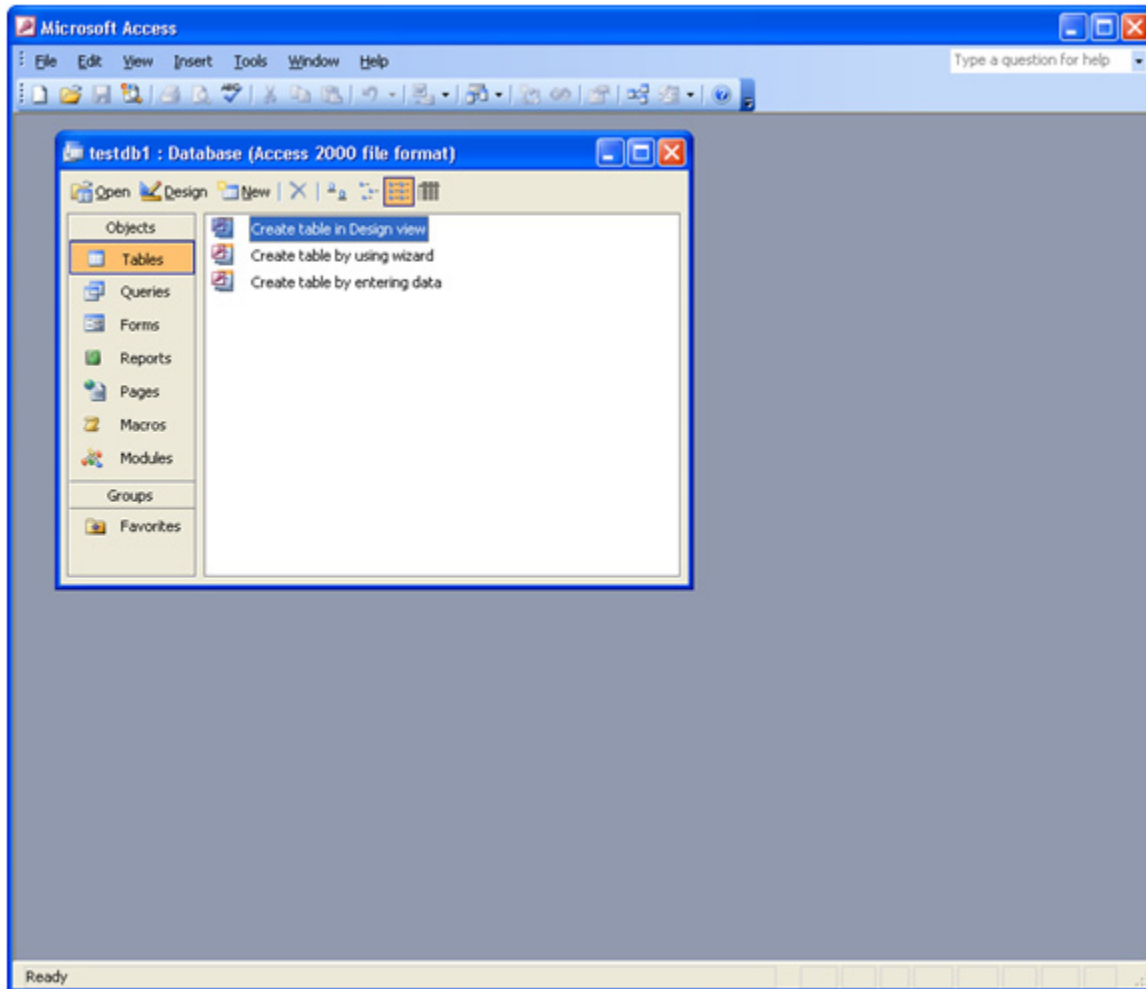 Microsoft Access
File Edit View Insert Tools Window Help Type a question for help
testdb1 : Database (Access 2000 file format)
Open Design New
Objects
Tables
Queries
Forms
Reports
Pages
Macros
Modules
Groups
Favorites
Create table in Design view
Create table by using wizard
Create table by entering data
Ready